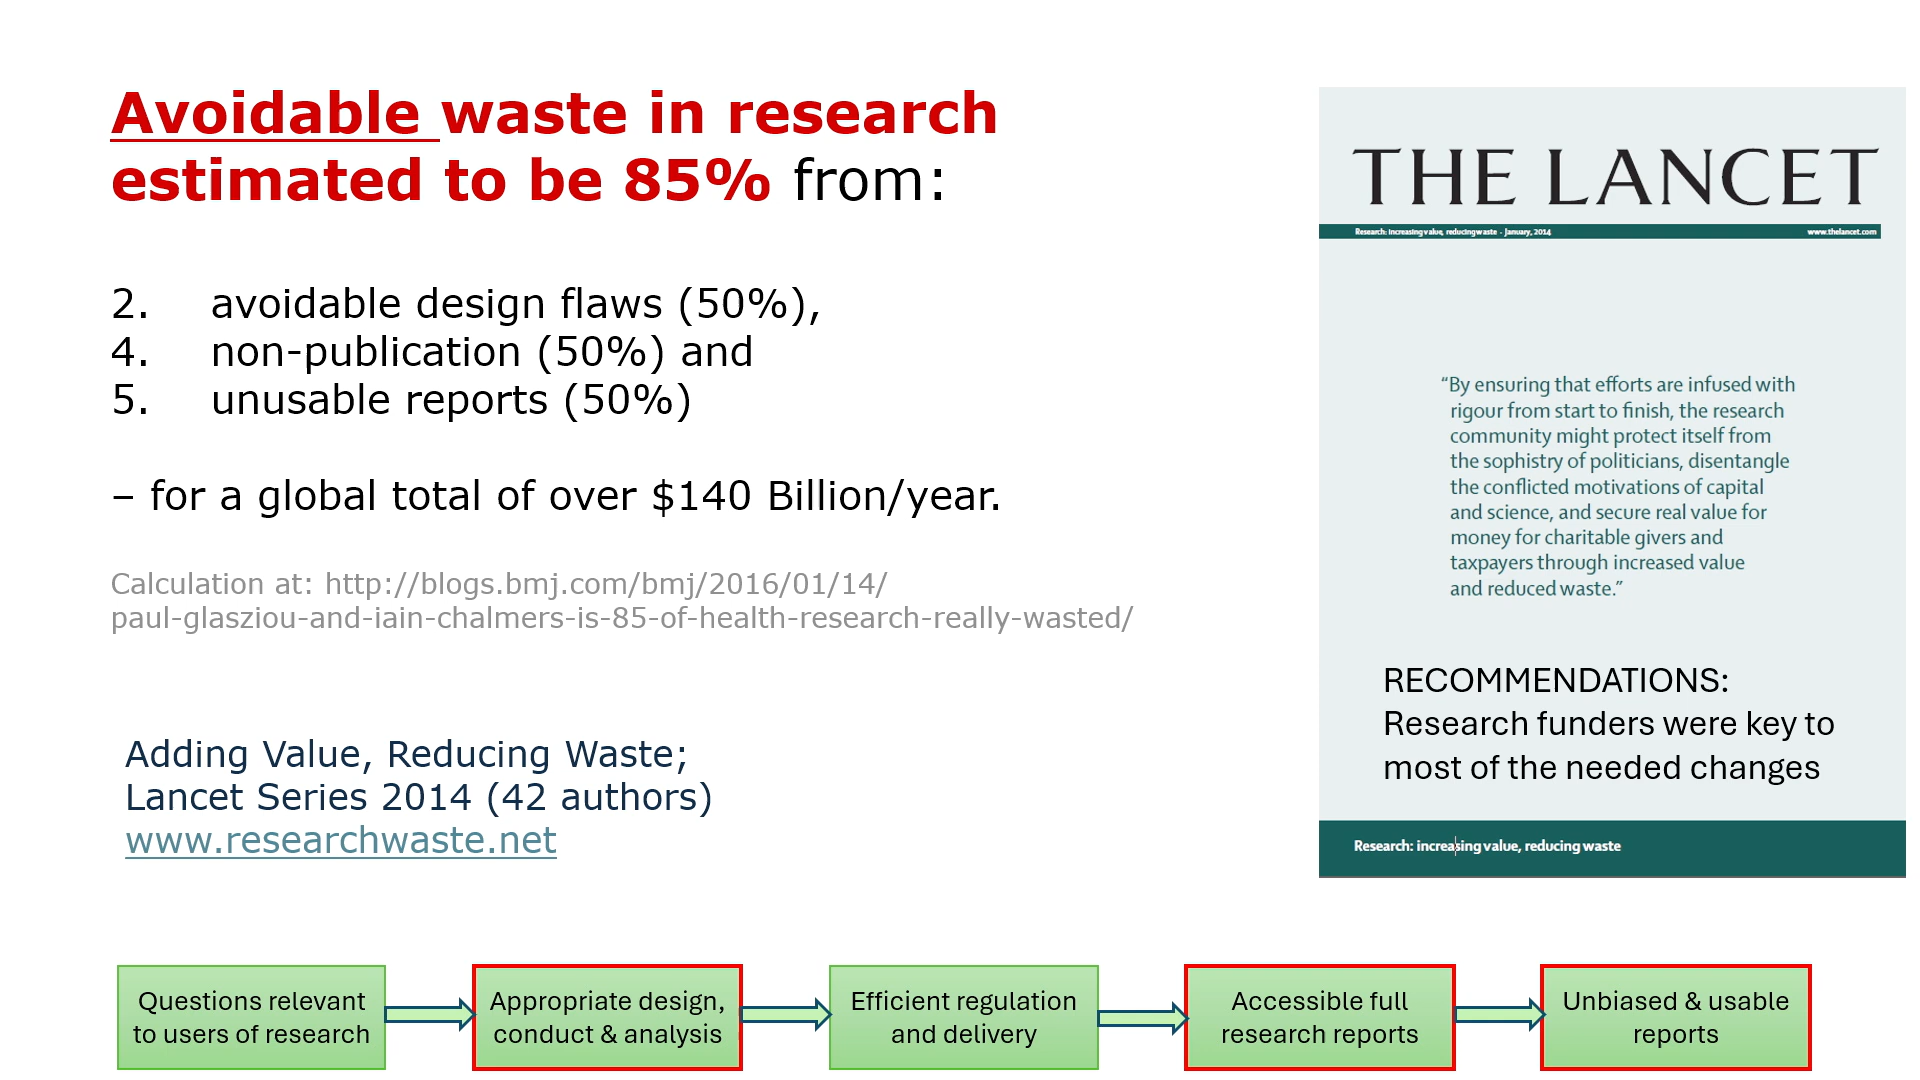 Avoidable waste in research
estimated to be 85% from:
2. avoidable design flaws (50%),
4. non-publication (50%) and
5. unusable reports (50%)
– for a global total of over $140 Billion/year.
Calculation at: http://blogs.bmj.com/bmj/2016/01/14/
paul-glasziou-and-iain-chalmers-is-85-of-health-research-really-wasted/
Adding Value, Reducing Waste;
Lancet Series 2014 (42 authors)
www.researchwaste.net
THE LANCET
Research: increasing value, reducing waste - January, 2014 www.thelancet.com
“By ensuring that efforts are infused with
rigour from start to finish, the research
community might protect itself from
the sophistry of politicians, disentangle
the conflicted motivations of capital
and science, and secure real value for
money for charitable givers and
taxpayers through increased value
and reduced waste.”
RECOMMENDATIONS:
Research funders were key to
most of the needed changes
Research: increasing value, reducing waste
Questions relevant
to users of research
Appropriate design,
conduct & analysis
Efficient regulation
and delivery
Accessible full
research reports
Unbiased & usable
reports